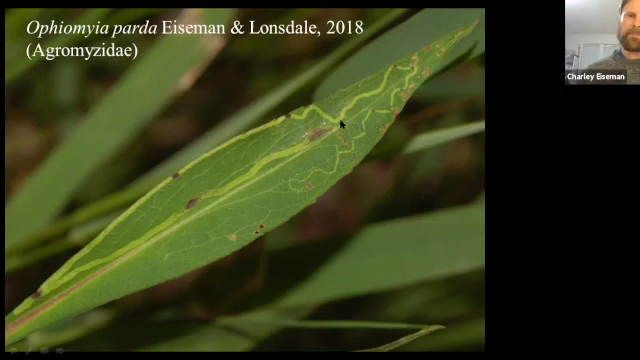 Ophiomyia parda Eiseman & Lonsdale, 2018
(Agromyzidae)
Charley Eiseman